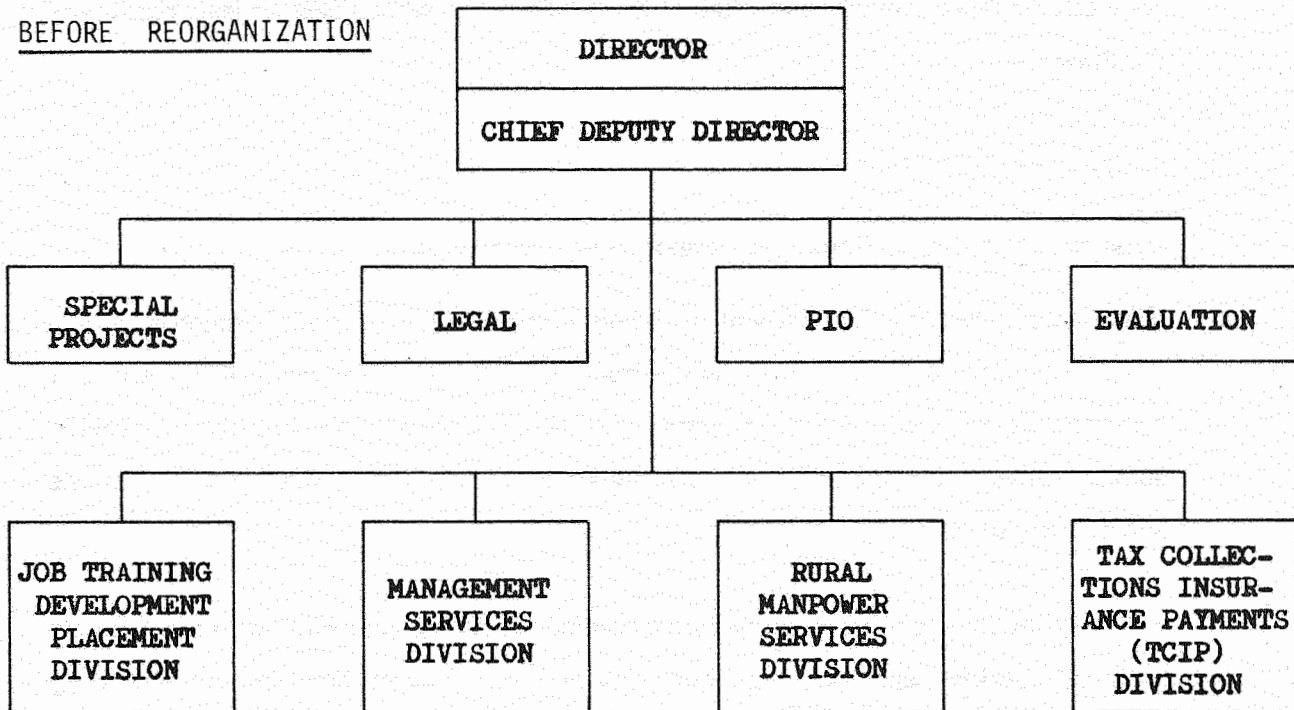 BEFORE REORGANIZATION
DIRECTOR
CHIEF DEPUTY DIRECTOR
SPECIAL
PROJECTS
LEGAL
PIO
EVALUATION
JOB TRAINING
DEVELOPMENT
PLACEMENT
DIVISION
MANAGEMENT
SERVICES
DIVISION
RURAL
MANPOWER
SERVICES
DIVISION
TAX COLLEC-
TIONS INSUR-
ANCE PAYMENTS
(TCIP)
DIVISION